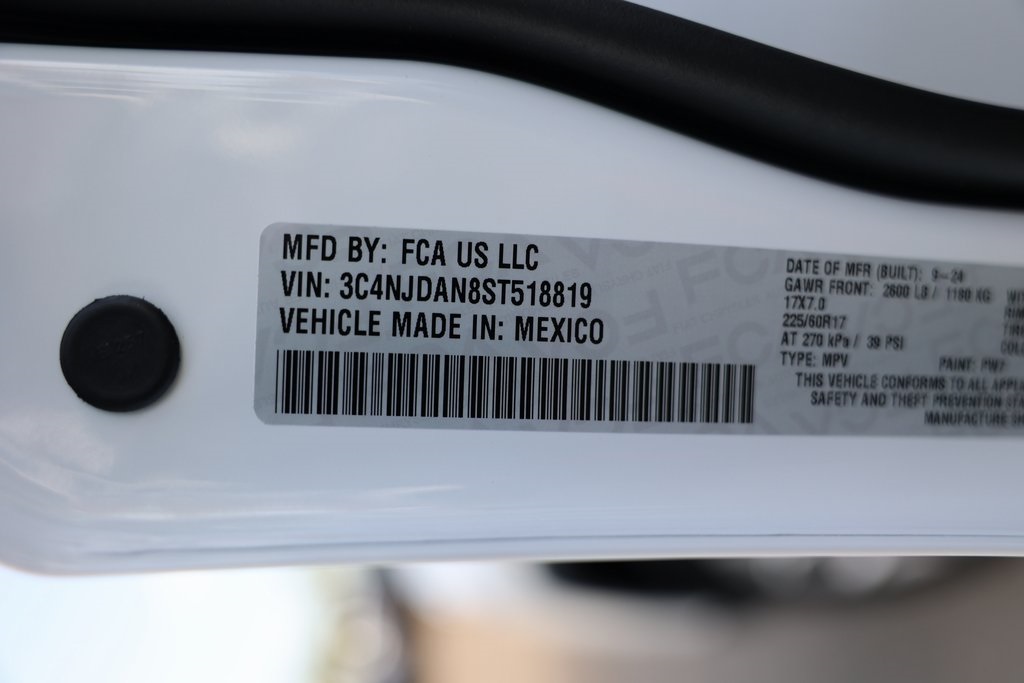 MFD BY: FCA US LLC
VIN: 3C4NJDAN8ST518819
VEHICLE MADE IN: MEXICO
DATE OF MFR (BUILT): 9-24
GAWR FRONT: 2600 LB / 1180 KG
17X7.0
225/60R17
AT 270 kPa / 39 PSI
TYPE: MPV PAINT: PW7
THIS VEHICLE CONFORMS TO ALL
SAFETY AND THEFT PREVENTION
MANUFACTURE